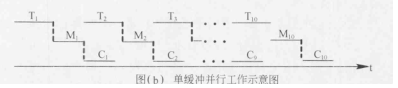 T₁ T₂ T₃ ... T₁₀
M₁ M₂ ... M₁₀
C₁ C₂ ... C₉ C₁₀
t
图(b) 单缓冲并行工作示意图